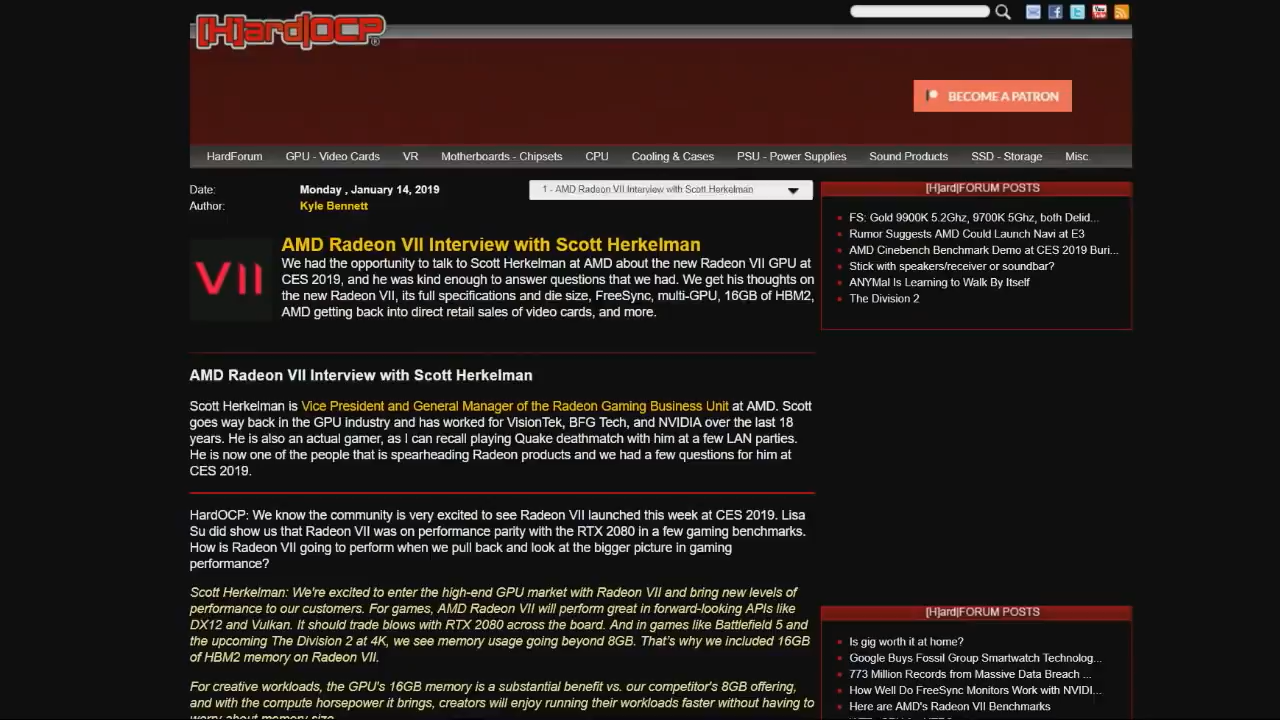 [H]ard|OCP
BECOME A PATRON
HardForum GPU - Video Cards VR Motherboards - Chipsets CPU Cooling & Cases PSU - Power Supplies Sound Products SSD - Storage Misc.
Date: Monday , January 14, 2019
Author: Kyle Bennett
1 - AMD Radeon VII Interview with Scott Herkelman
VII
AMD Radeon VII Interview with Scott Herkelman
We had the opportunity to talk to Scott Herkelman at AMD about the new Radeon VII GPU at
CES 2019, and he was kind enough to answer questions that we had. We get his thoughts on
the new Radeon VII, its full specifications and die size, FreeSync, multi-GPU, 16GB of HBM2,
AMD getting back into direct retail sales of video cards, and more.
AMD Radeon VII Interview with Scott Herkelman
Scott Herkelman is Vice President and General Manager of the Radeon Gaming Business Unit at AMD. Scott
goes way back in the GPU industry and has worked for VisionTek, BFG Tech, and NVIDIA over the last 18
years. He is also an actual gamer, as I can recall playing Quake deathmatch with him at a few LAN parties.
He is now one of the people that is spearheading Radeon products and we had a few questions for him at
CES 2019.
HardOCP: We know the community is very excited to see Radeon VII launched this week at CES 2019. Lisa
Su did show us that Radeon VII was on performance parity with the RTX 2080 in a few gaming benchmarks.
How is Radeon VII going to perform when we pull back and look at the bigger picture in gaming
performance?
Scott Herkelman: We're excited to enter the high-end GPU market with Radeon VII and bring new levels of
performance to our customers. For games, AMD Radeon VII will perform great in forward-looking APIs like
DX12 and Vulkan. It should trade blows with RTX 2080 across the board. And in games like Battlefield 5 and
the upcoming The Division 2 at 4K, we see memory usage going beyond 8GB. That's why we included 16GB
of HBM2 memory on Radeon VII.
For creative workloads, the GPU's 16GB memory is a substantial benefit vs. our competitor's 8GB offering,
and with the compute horsepower it brings, creators will enjoy running their workloads faster without having to
worry about memory size
[H]ard|FORUM POSTS
FS: Gold 9900K 5.2Ghz, 9700K 5Ghz, both Delid...
Rumor Suggests AMD Could Launch Navi at E3
AMD Cinebench Benchmark Demo at CES 2019 Buri...
Stick with speakers/receiver or soundbar?
ANYMal Is Learning to Walk By Itself
The Division 2
[H]ard|FORUM POSTS
Is gig worth it at home?
Google Buys Fossil Group Smartwatch Technolog...
773 Million Records from Massive Data Breach ...
How Well Do FreeSync Monitors Work with NVIDI...
Here are AMD's Radeon VII Benchmarks